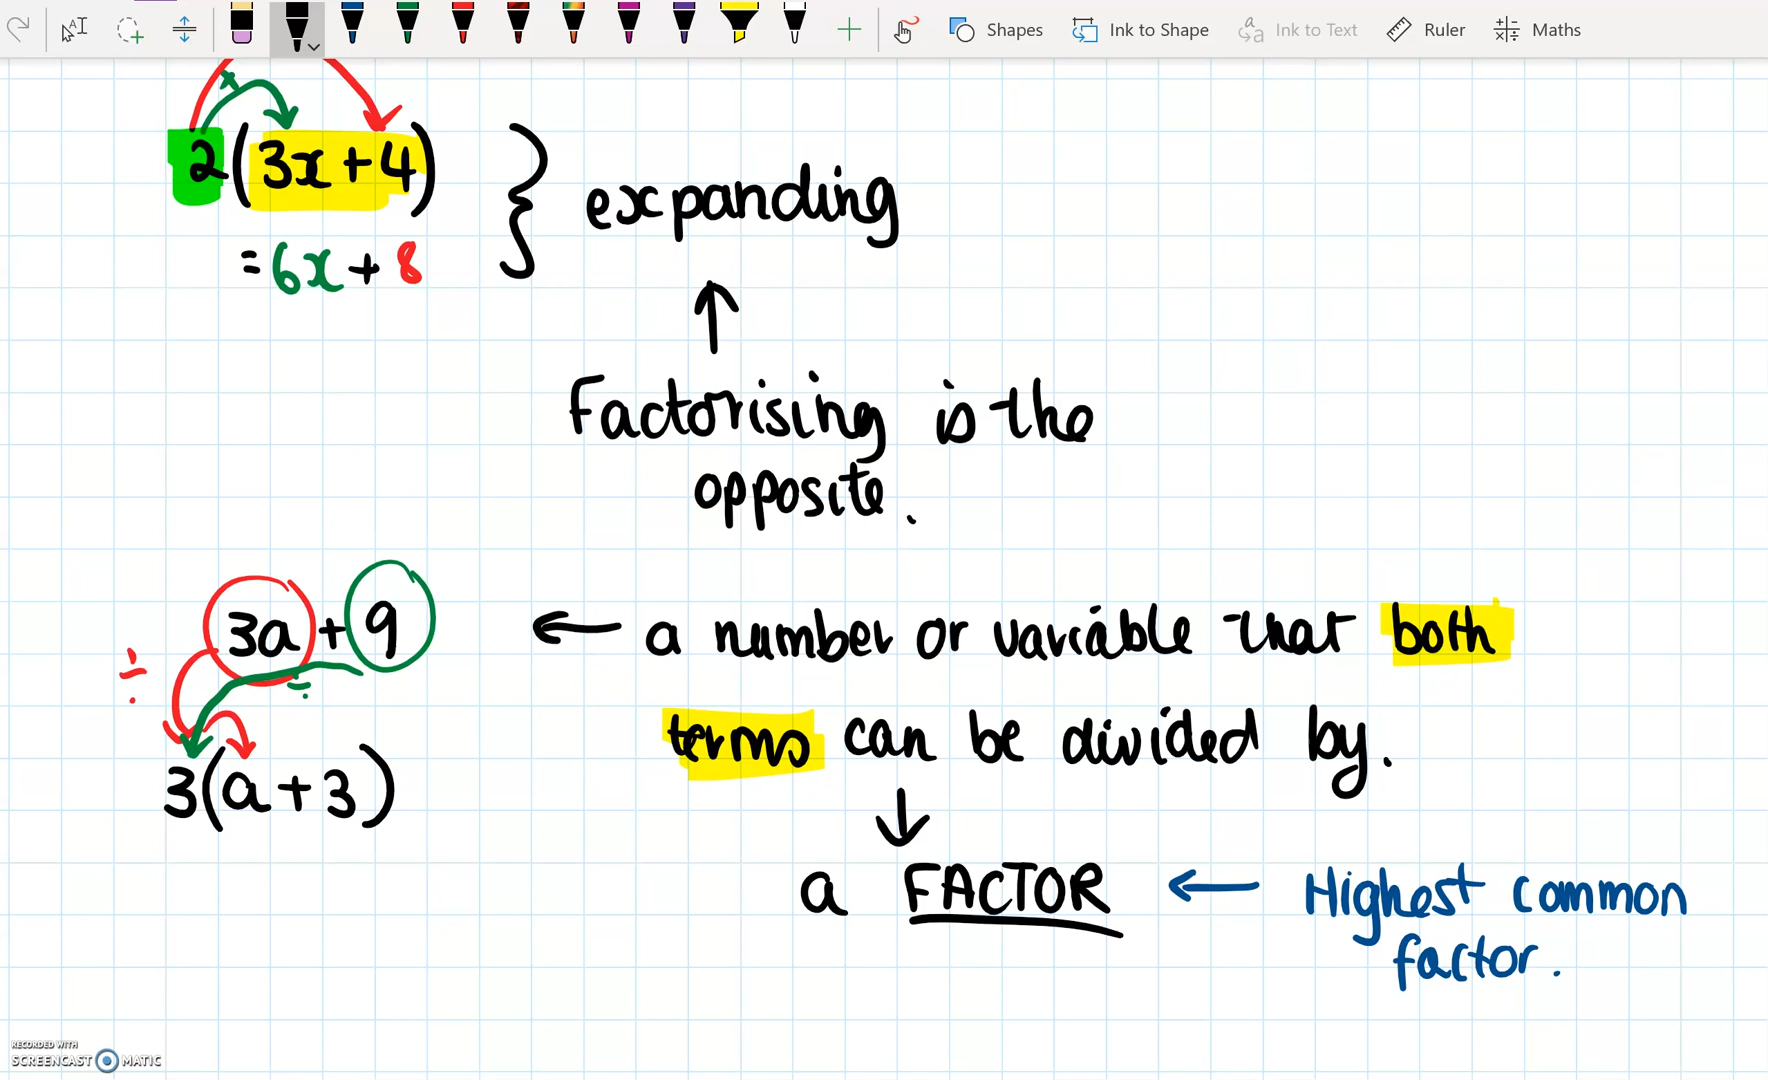 Shapes Ink to Shape Ink to Text Ruler Maths
×
2(3x+4)
=6x+8
expanding
Factorising is the
opposite.
3a+9
÷
÷
3(a+3)
a number or variable that both
terms can be divided by.
a FACTOR
Highest common
factor.
RECORDED WITH
SCREENCAST MATIC